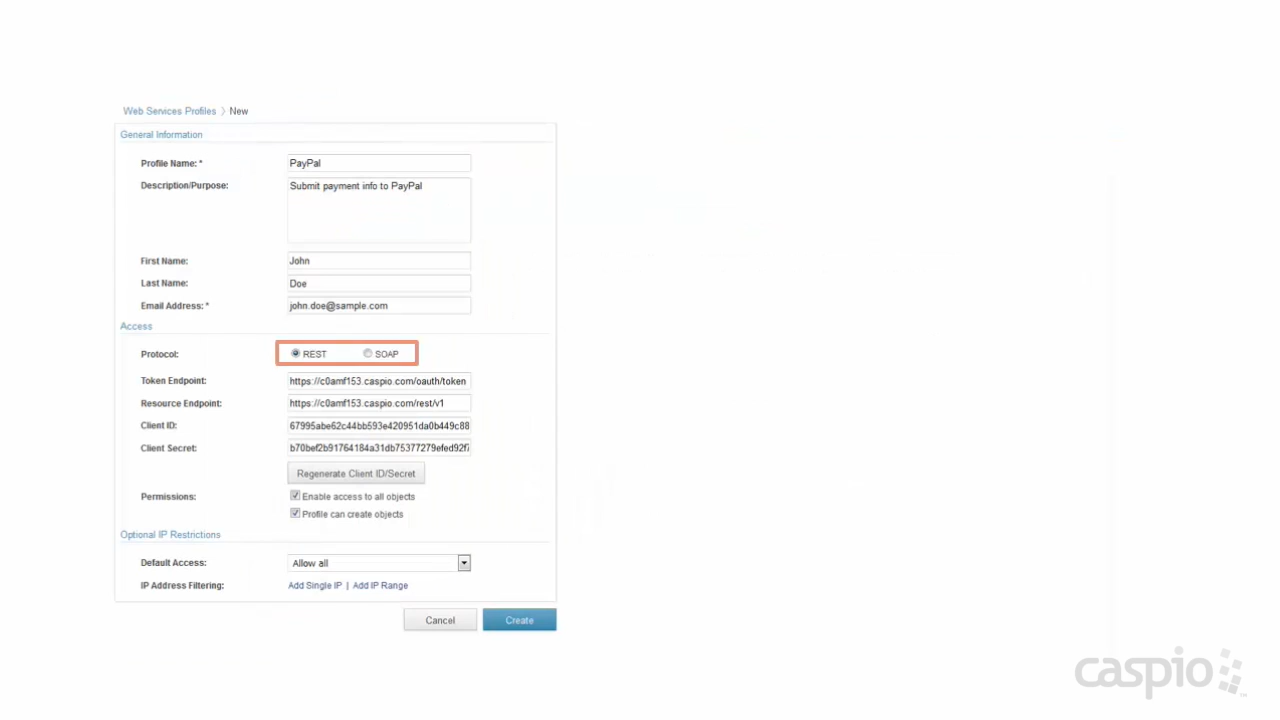 Web Services Profiles 〉 New
General Information
Profile Name: * PayPal
Description/Purpose: Submit payment info to PayPal
First Name: John
Last Name: Doe
Email Address: * john.doe@sample.com
Access
Protocol: REST SOAP
Token Endpoint: https://c0amf153.caspio.com/oauth/token
Resource Endpoint: https://c0amf153.caspio.com/rest/v1
Client ID: 67995abe62c44bb593e420951da0b449c88
Client Secret: b70bef2b91764184a31db75377279efed92f7
Regenerate Client ID/Secret
Permissions: Enable access to all objects
Profile can create objects
Optional IP Restrictions
Default Access: Allow all
IP Address Filtering: Add Single IP | Add IP Range
Cancel Create
caspio